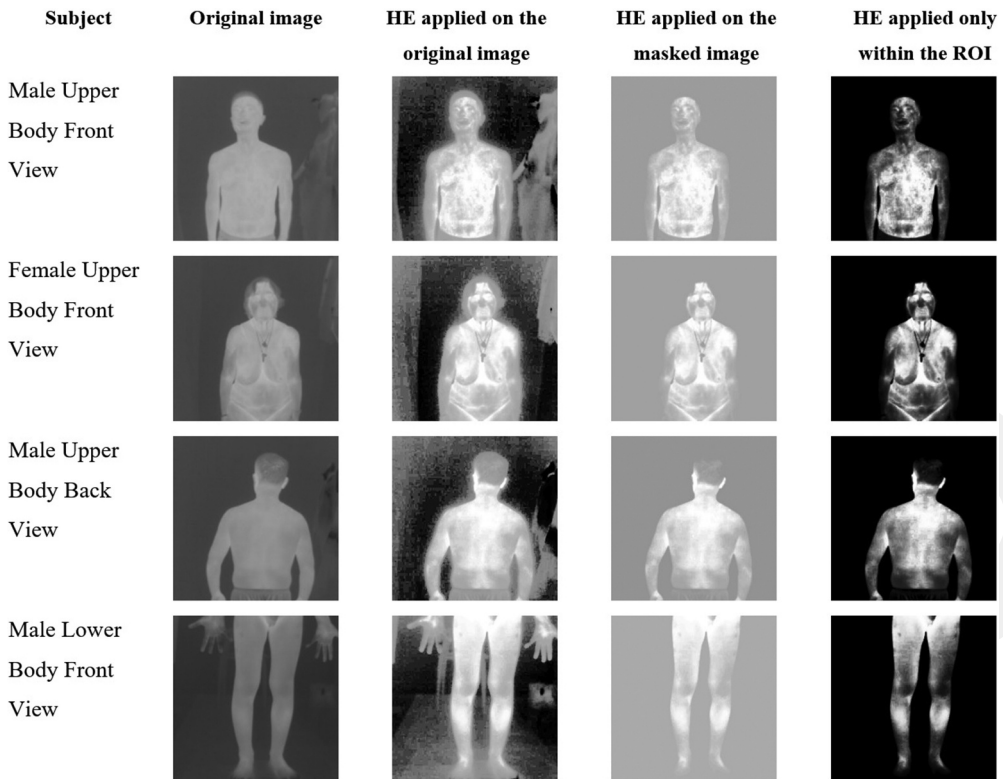 Subject
Original image
HE applied on the
original image
HE applied on the
masked image
HE applied only
within the ROI
Male Upper
Body Front
View
Female Upper
Body Front
View
Male Upper
Body Back
View
Male Lower
Body Front
View